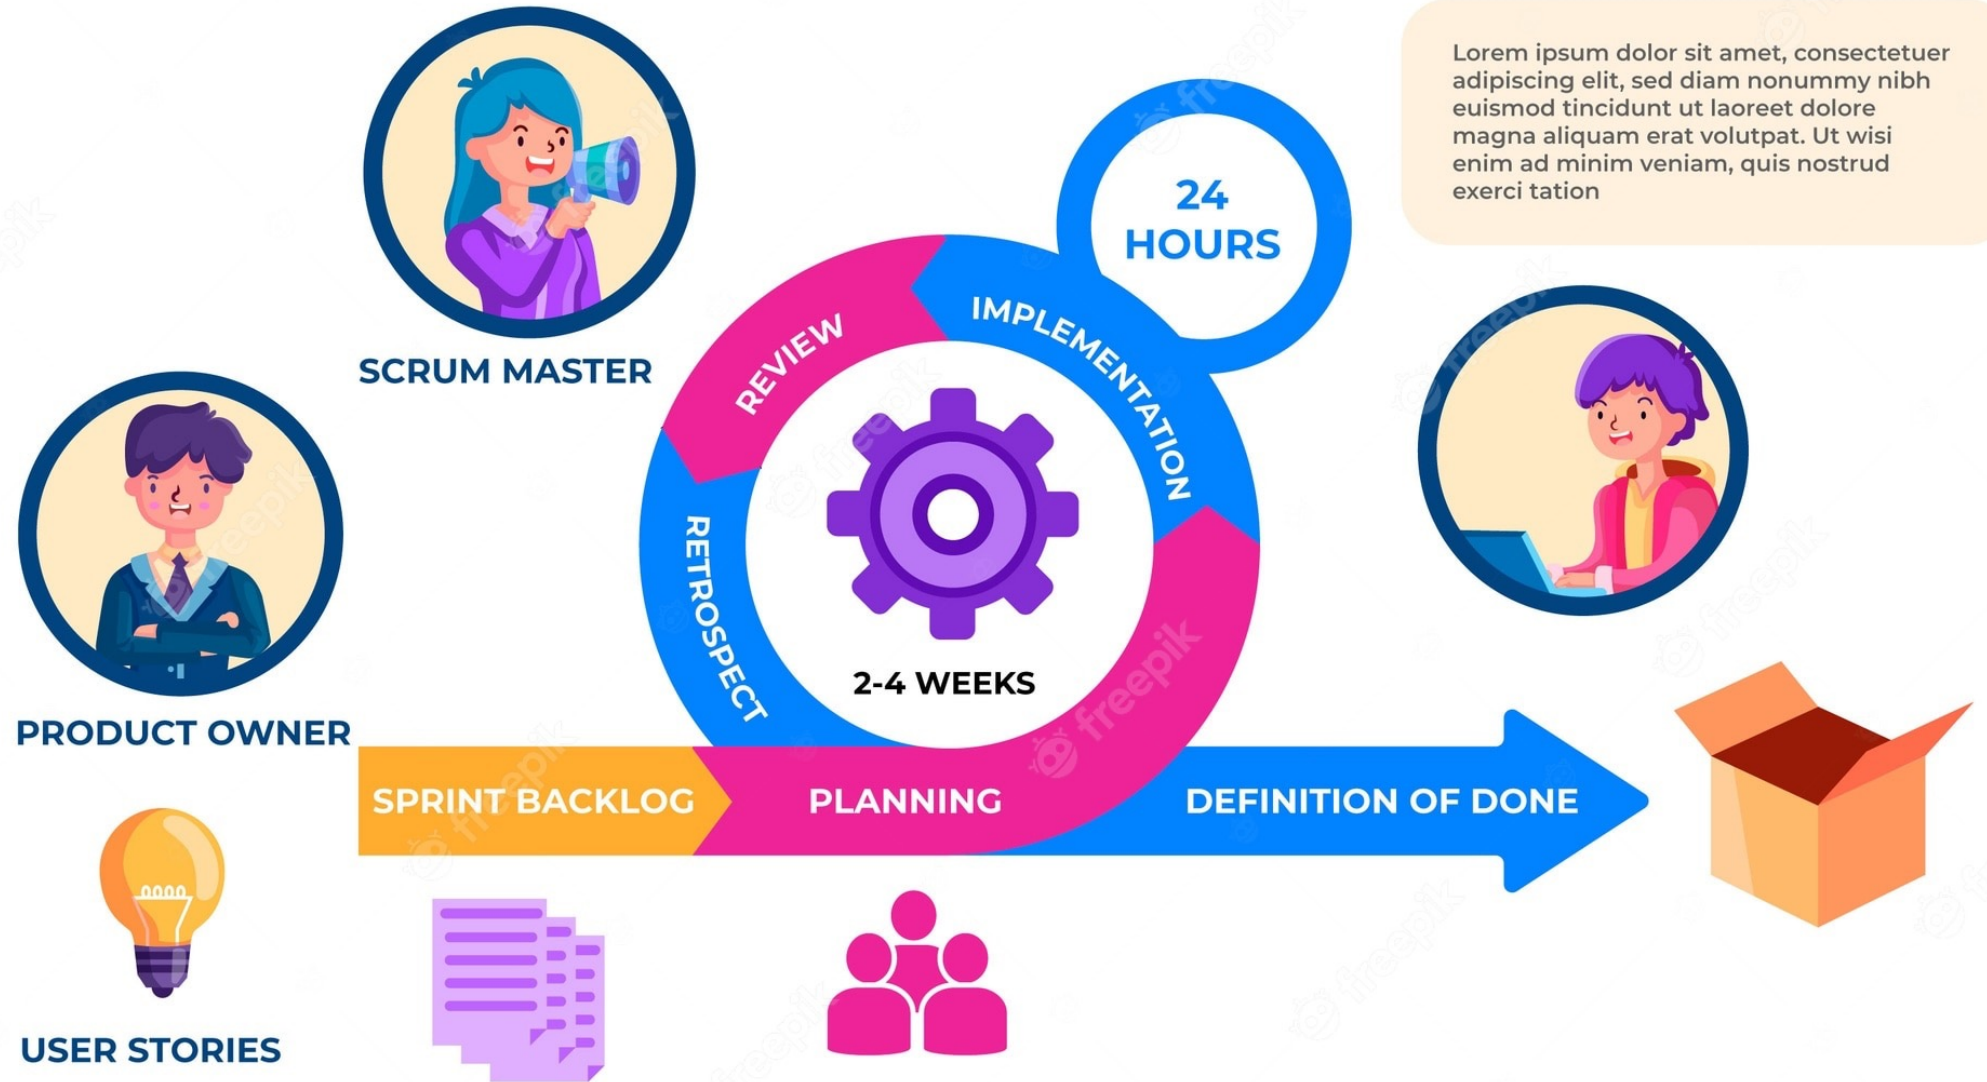 Lorem ipsum dolor sit amet, consectetuer
adipiscing elit, sed diam nonummy nibh
euismod tincidunt ut laoreet dolore
magna aliquam erat volutpat. Ut wisi
enim ad minim veniam, quis nostrud
exerci tation
24
HOURS
SCRUM MASTER
REVIEW
IMPLEMENTATION
RETROSPECT
2-4 WEEKS
PRODUCT OWNER
SPRINT BACKLOG
PLANNING
DEFINITION OF DONE
USER STORIES
freepik